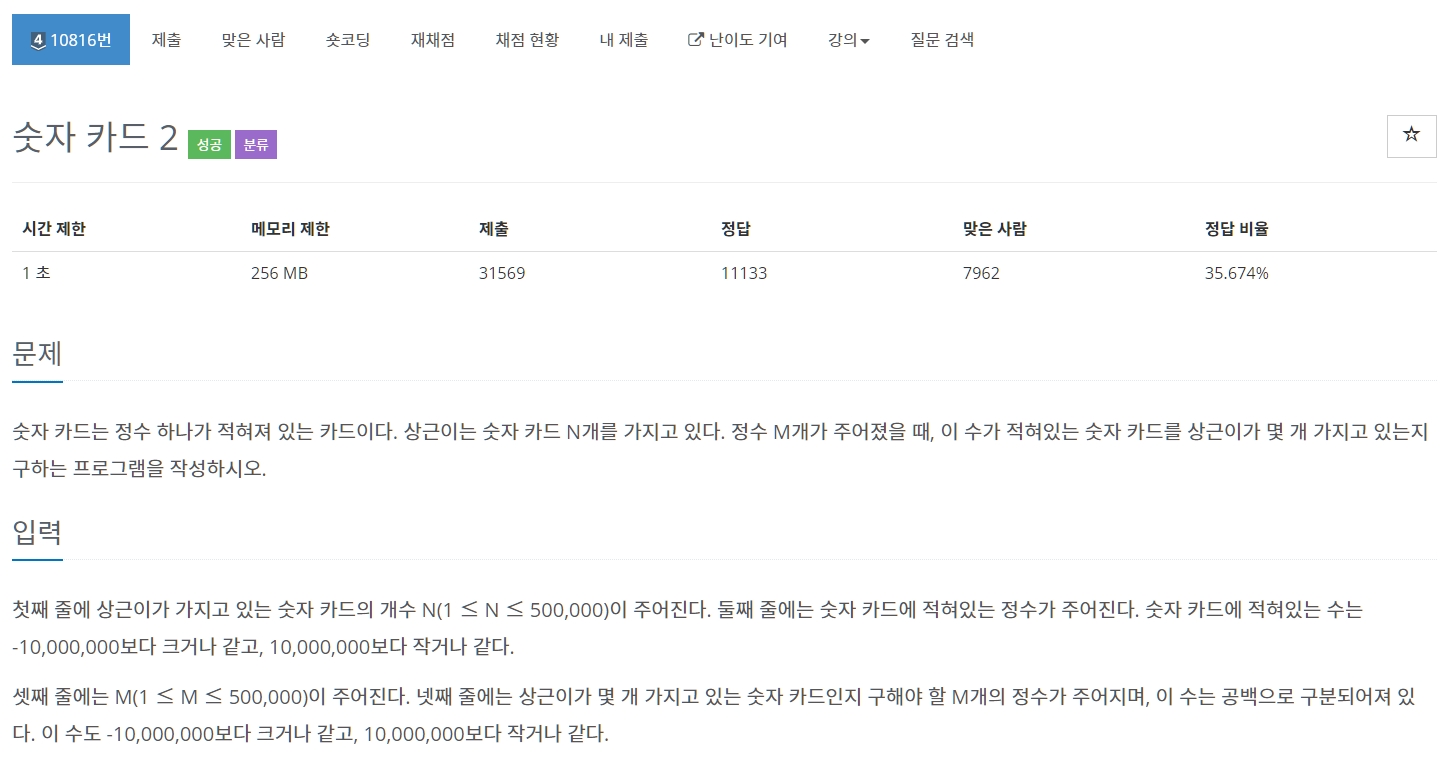 4 10816번 제출 맞은 사람 숏코딩 재채점 채점 현황 내 제출 난이도 기여 강의 질문 검색
숫자 카드 2 성공 분류
시간 제한 메모리 제한 제출 정답 맞은 사람 정답 비율
1 초 256 MB 31569 11133 7962 35.674%
문제
숫자 카드는 정수 하나가 적혀져 있는 카드이다. 상근이는 숫자 카드 N개를 가지고 있다. 정수 M개가 주어졌을 때, 이 수가 적혀있는 숫자 카드를 상근이가 몇 개 가지고 있는지
구하는 프로그램을 작성하시오.
입력
첫째 줄에 상근이가 가지고 있는 숫자 카드의 개수 N(1 ≤ N ≤ 500,000)이 주어진다. 둘째 줄에는 숫자 카드에 적혀있는 정수가 주어진다. 숫자 카드에 적혀있는 수는
-10,000,000보다 크거나 같고, 10,000,000보다 작거나 같다.
셋째 줄에는 M(1 ≤ M ≤ 500,000)이 주어진다. 넷째 줄에는 상근이가 몇 개 가지고 있는 숫자 카드인지 구해야 할 M개의 정수가 주어지며, 이 수는 공백으로 구분되어져 있
다. 이 수도 -10,000,000보다 크거나 같고, 10,000,000보다 작거나 같다.